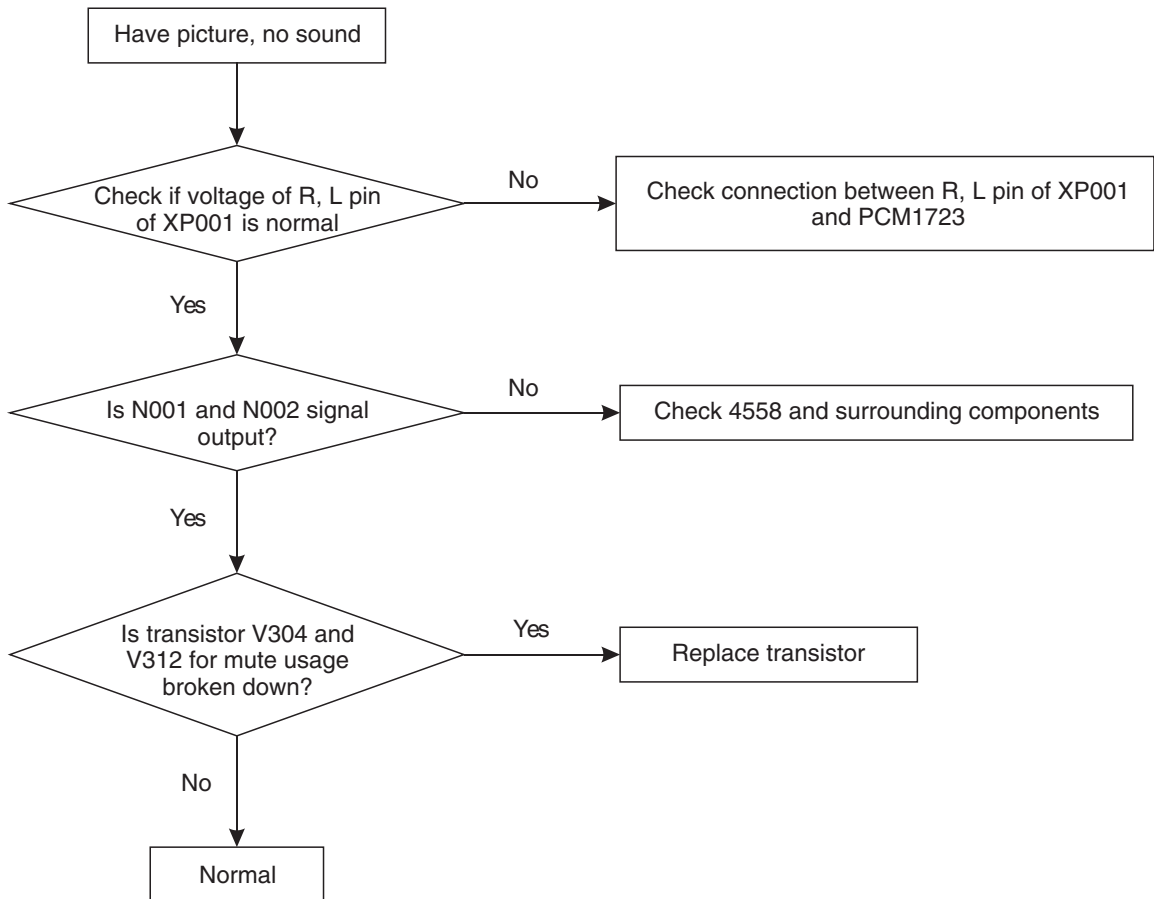 Have picture, no sound
Check if voltage of R, L pin
of XP001 is normal
No
Check connection between R, L pin of XP001
and PCM1723
Yes
Is N001 and N002 signal
output?
No
Check 4558 and surrounding components
Yes
Is transistor V304 and
V312 for mute usage
broken down?
Yes
Replace transistor
No
Normal